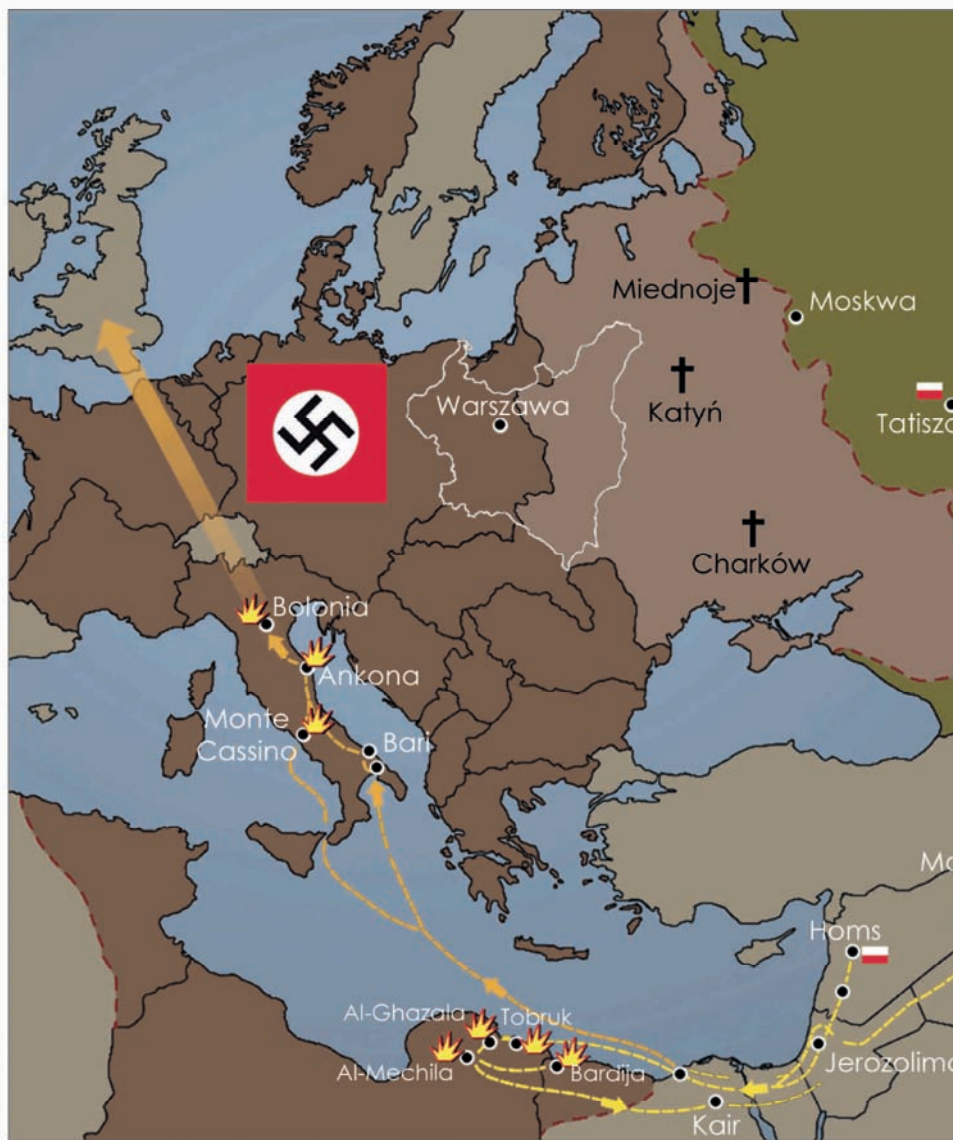 Miednoje
Moskwa
Katyń
Warszawa
Tatiszc
Charków
Bolonia
Ankona
Monte
Cassino
Bari
Mo
Homs
Al-Ghazala
Tobruk
Al-Mechila
Bardija
Jerozolima
Kair